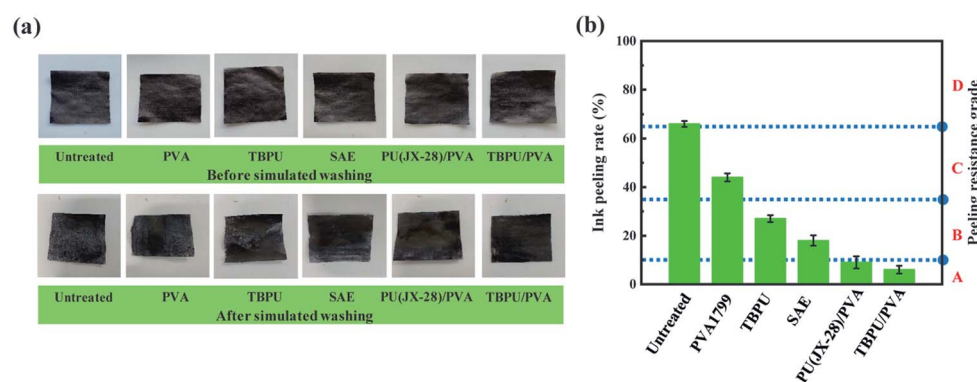 (a)
Untreated PVA TBPU SAE PU(JX-28)/PVA TBPU/PVA
Before simulated washing
Untreated PVA TBPU SAE PU(JX-28)/PVA TBPU/PVA
After simulated washing
(b)
Ink peeling rate (%)
100
80
60
40
20
0
Untreated
PVA1799
TBPU
SAE
PU(JX-28)/PVA
TBPU/PVA
D
C
B
A
Peeling resistance grade